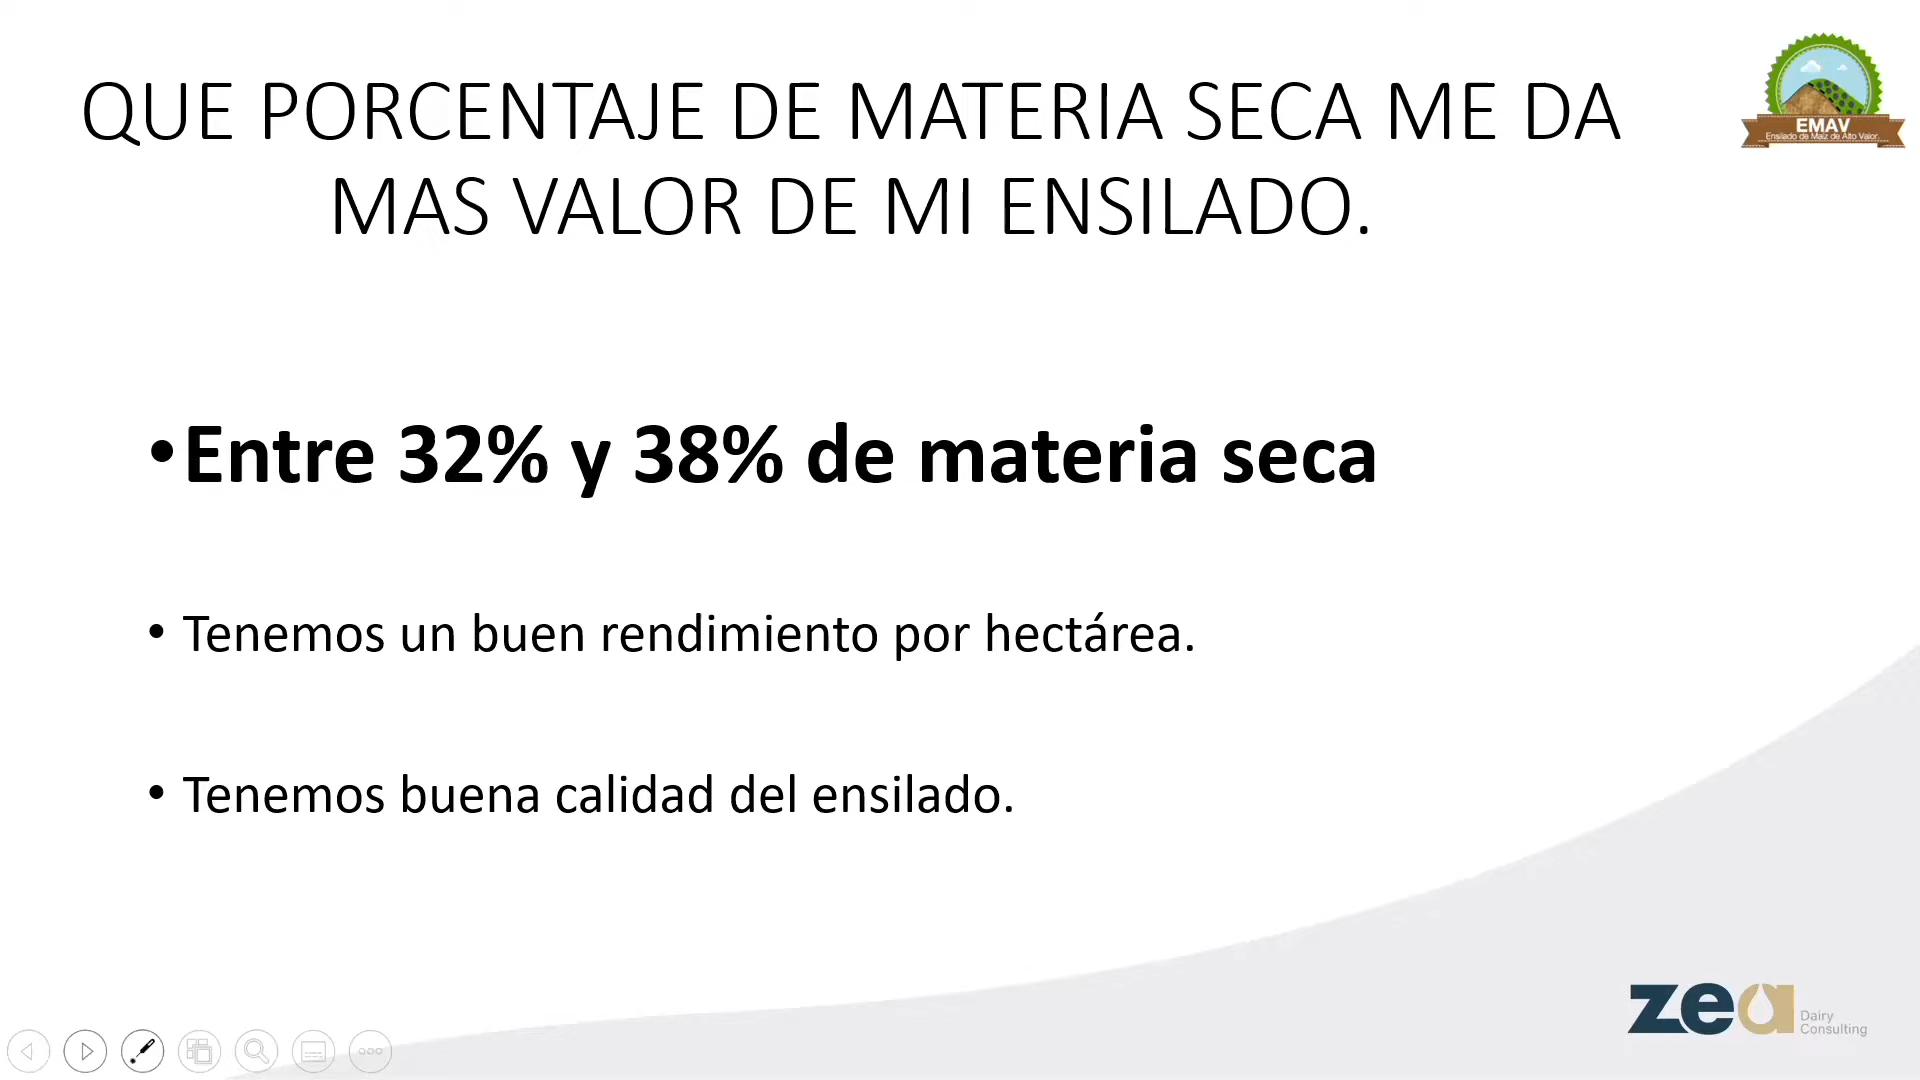 QUE PORCENTAJE DE MATERIA SECA ME DA
MAS VALOR DE MI ENSILADO.
EMAV
Ensilado de Maíz de Alto Valor.
•Entre 32% y 38% de materia seca
• Tenemos un buen rendimiento por hectárea.
• Tenemos buena calidad del ensilado.
zea
Dairy
Consulting